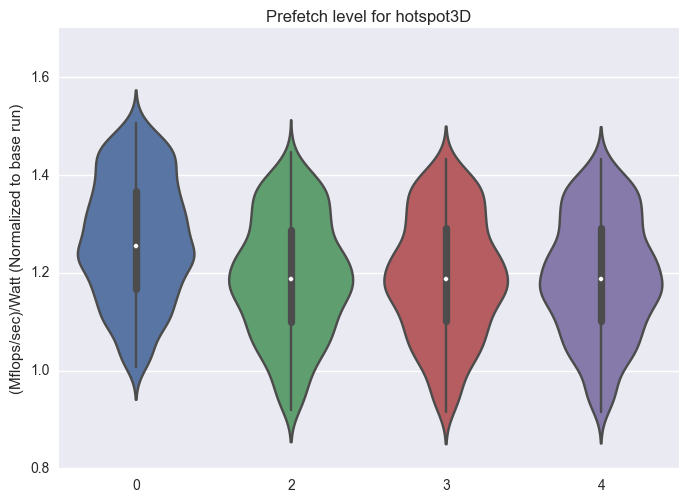 Prefetch level for hotspot3D
(Mflops/sec)/Watt (Normalized to base run)
1.6
1.4
1.2
1.0
0.8
0 2 3 4